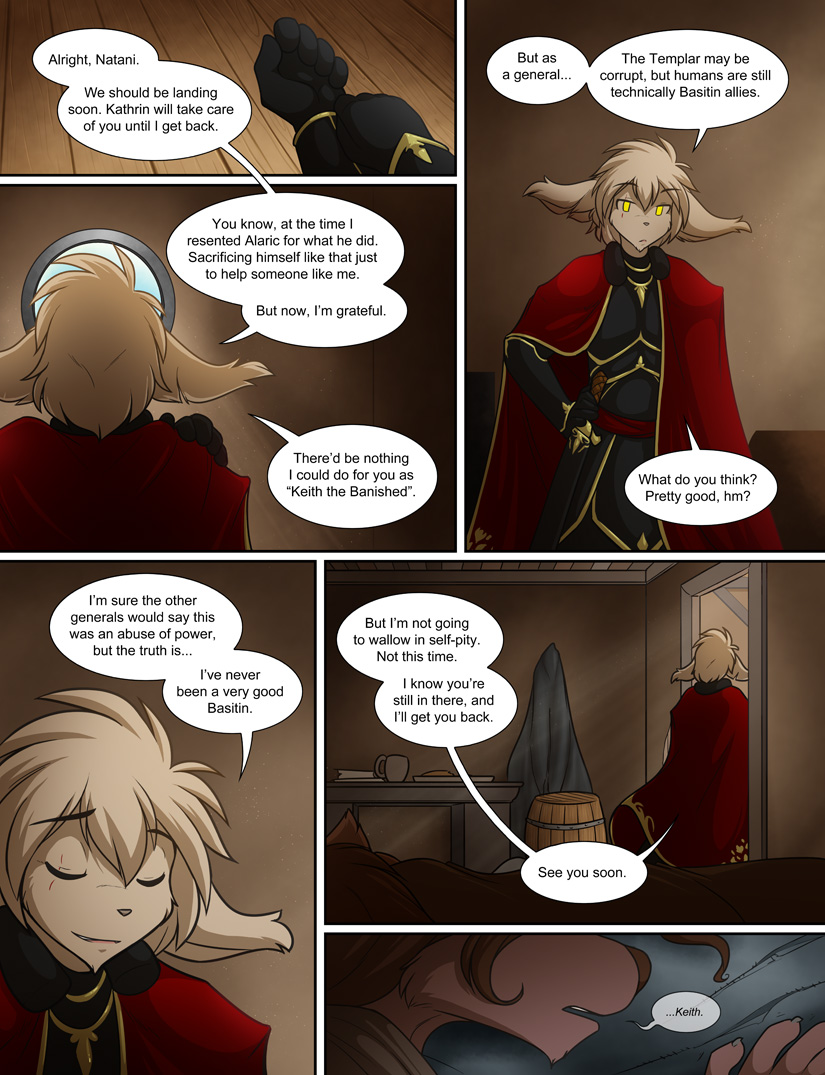 Alright, Natani.
We should be landing
soon. Kathrin will take care
of you until I get back.
You know, at the time I
resented Alaric for what he did.
Sacrificing himself like that just
to help someone like me.
But now, I'm grateful.
There'd be nothing
I could do for you as
“Keith the Banished”.
But as
a general...
The Templar may be
corrupt, but humans are still
technically Basitin allies.
What do you think?
Pretty good, hm?
I'm sure the other
generals would say this
was an abuse of power,
but the truth is...
I've never
been a very good
Basitin.
But I'm not going
to wallow in self-pity.
Not this time.
I know you're
still in there, and
I'll get you back.
See you soon.
...Keith.